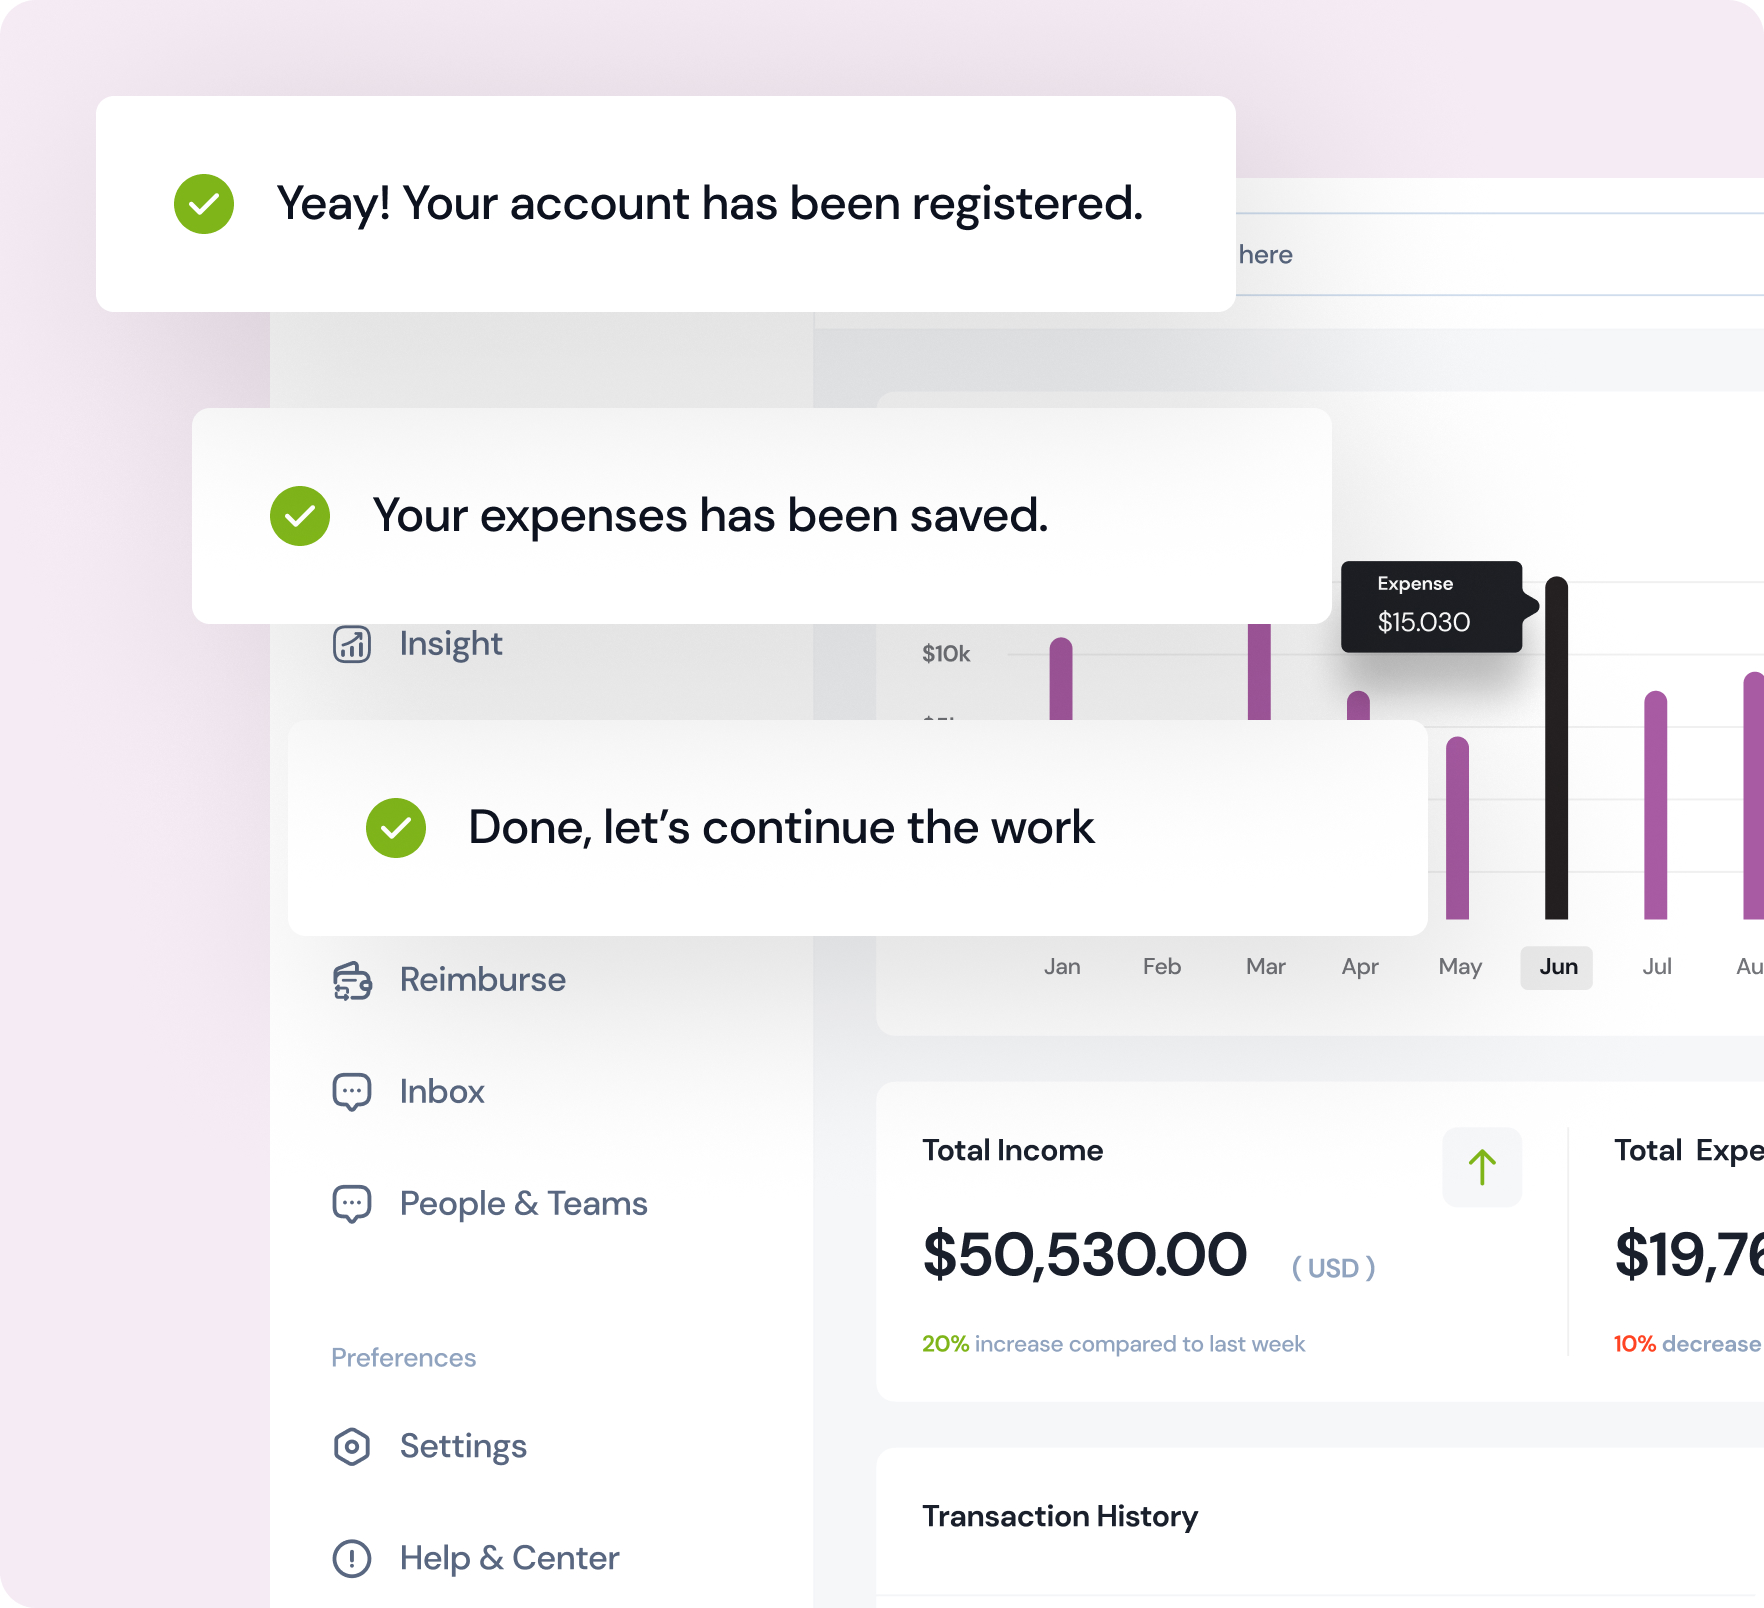 Yeay! Your account has been registered.
here
Your expenses has been saved.
Expense
$15.030
Insight
$10k
Done, let’s continue the work
Jan Feb Mar Apr May Jun Jul
Reimburse
Inbox
People & Teams
Total Income
$50,530.00 ( USD )
20% increase compared to last week
Total Expe
$19,76
10% decrease
Preferences
Settings
Help & Center
Transaction History